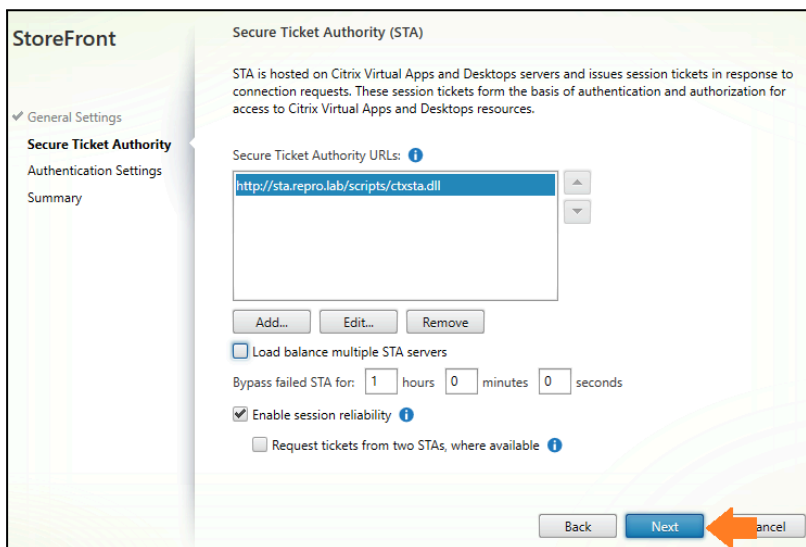 StoreFront
General Settings
Secure Ticket Authority
Authentication Settings
Summary
Secure Ticket Authority (STA)
STA is hosted on Citrix Virtual Apps and Desktops servers and issues session tickets in response to
connection requests. These session tickets form the basis of authentication and authorization for
access to Citrix Virtual Apps and Desktops resources.
Secure Ticket Authority URLs:
http://sta.repro.lab/scripts/ctxsta.dll
Add... Edit... Remove
Load balance multiple STA servers
Bypass failed STA for: 1 hours 0 minutes 0 seconds
Enable session reliability
Request tickets from two STAs, where available
Back Next ancel